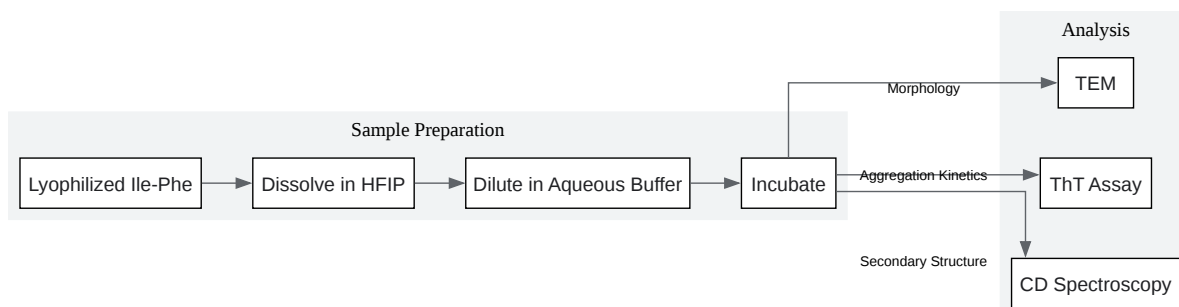 Analysis
TEM
Morphology
Sample Preparation
Lyophilized Ile-Phe
Dissolve in HFIP
Dilute in Aqueous Buffer
Incubate
Aggregation Kinetics
ThT Assay
Secondary Structure
CD Spectroscopy